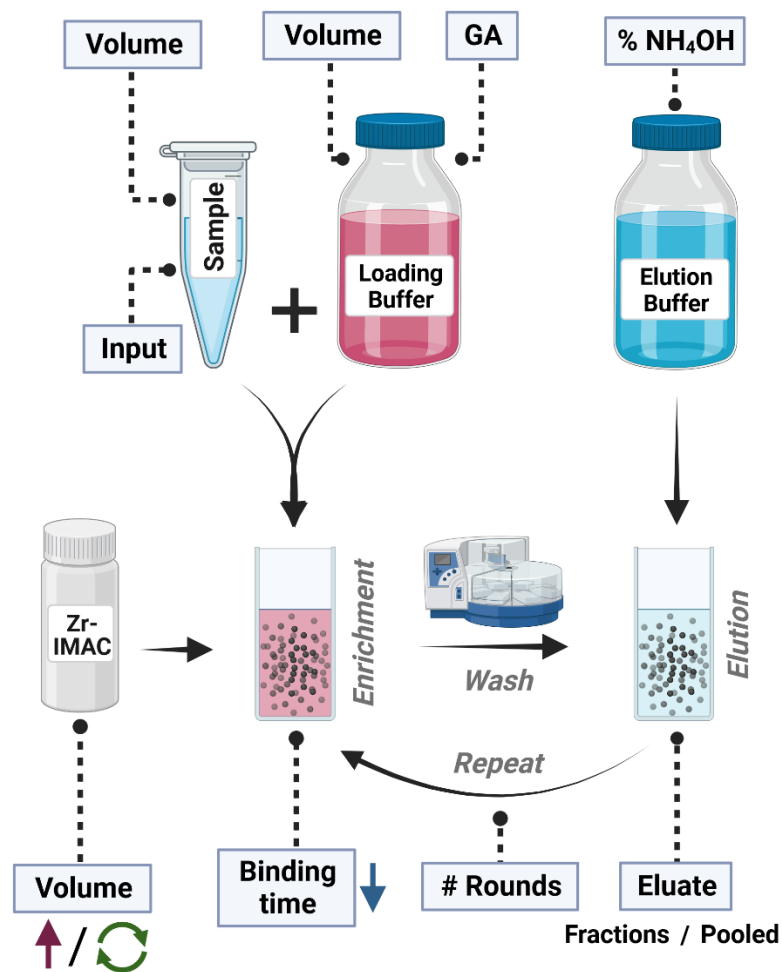 Volume
Volume
GA
% NH₄OH
Sample
Loading
Buffer
Elution
Buffer
+
Input
Zr-
IMAC
Enrichment
Wash
Elution
Repeat
Volume
/
Binding
time
# Rounds
Eluate
Fractions / Pooled